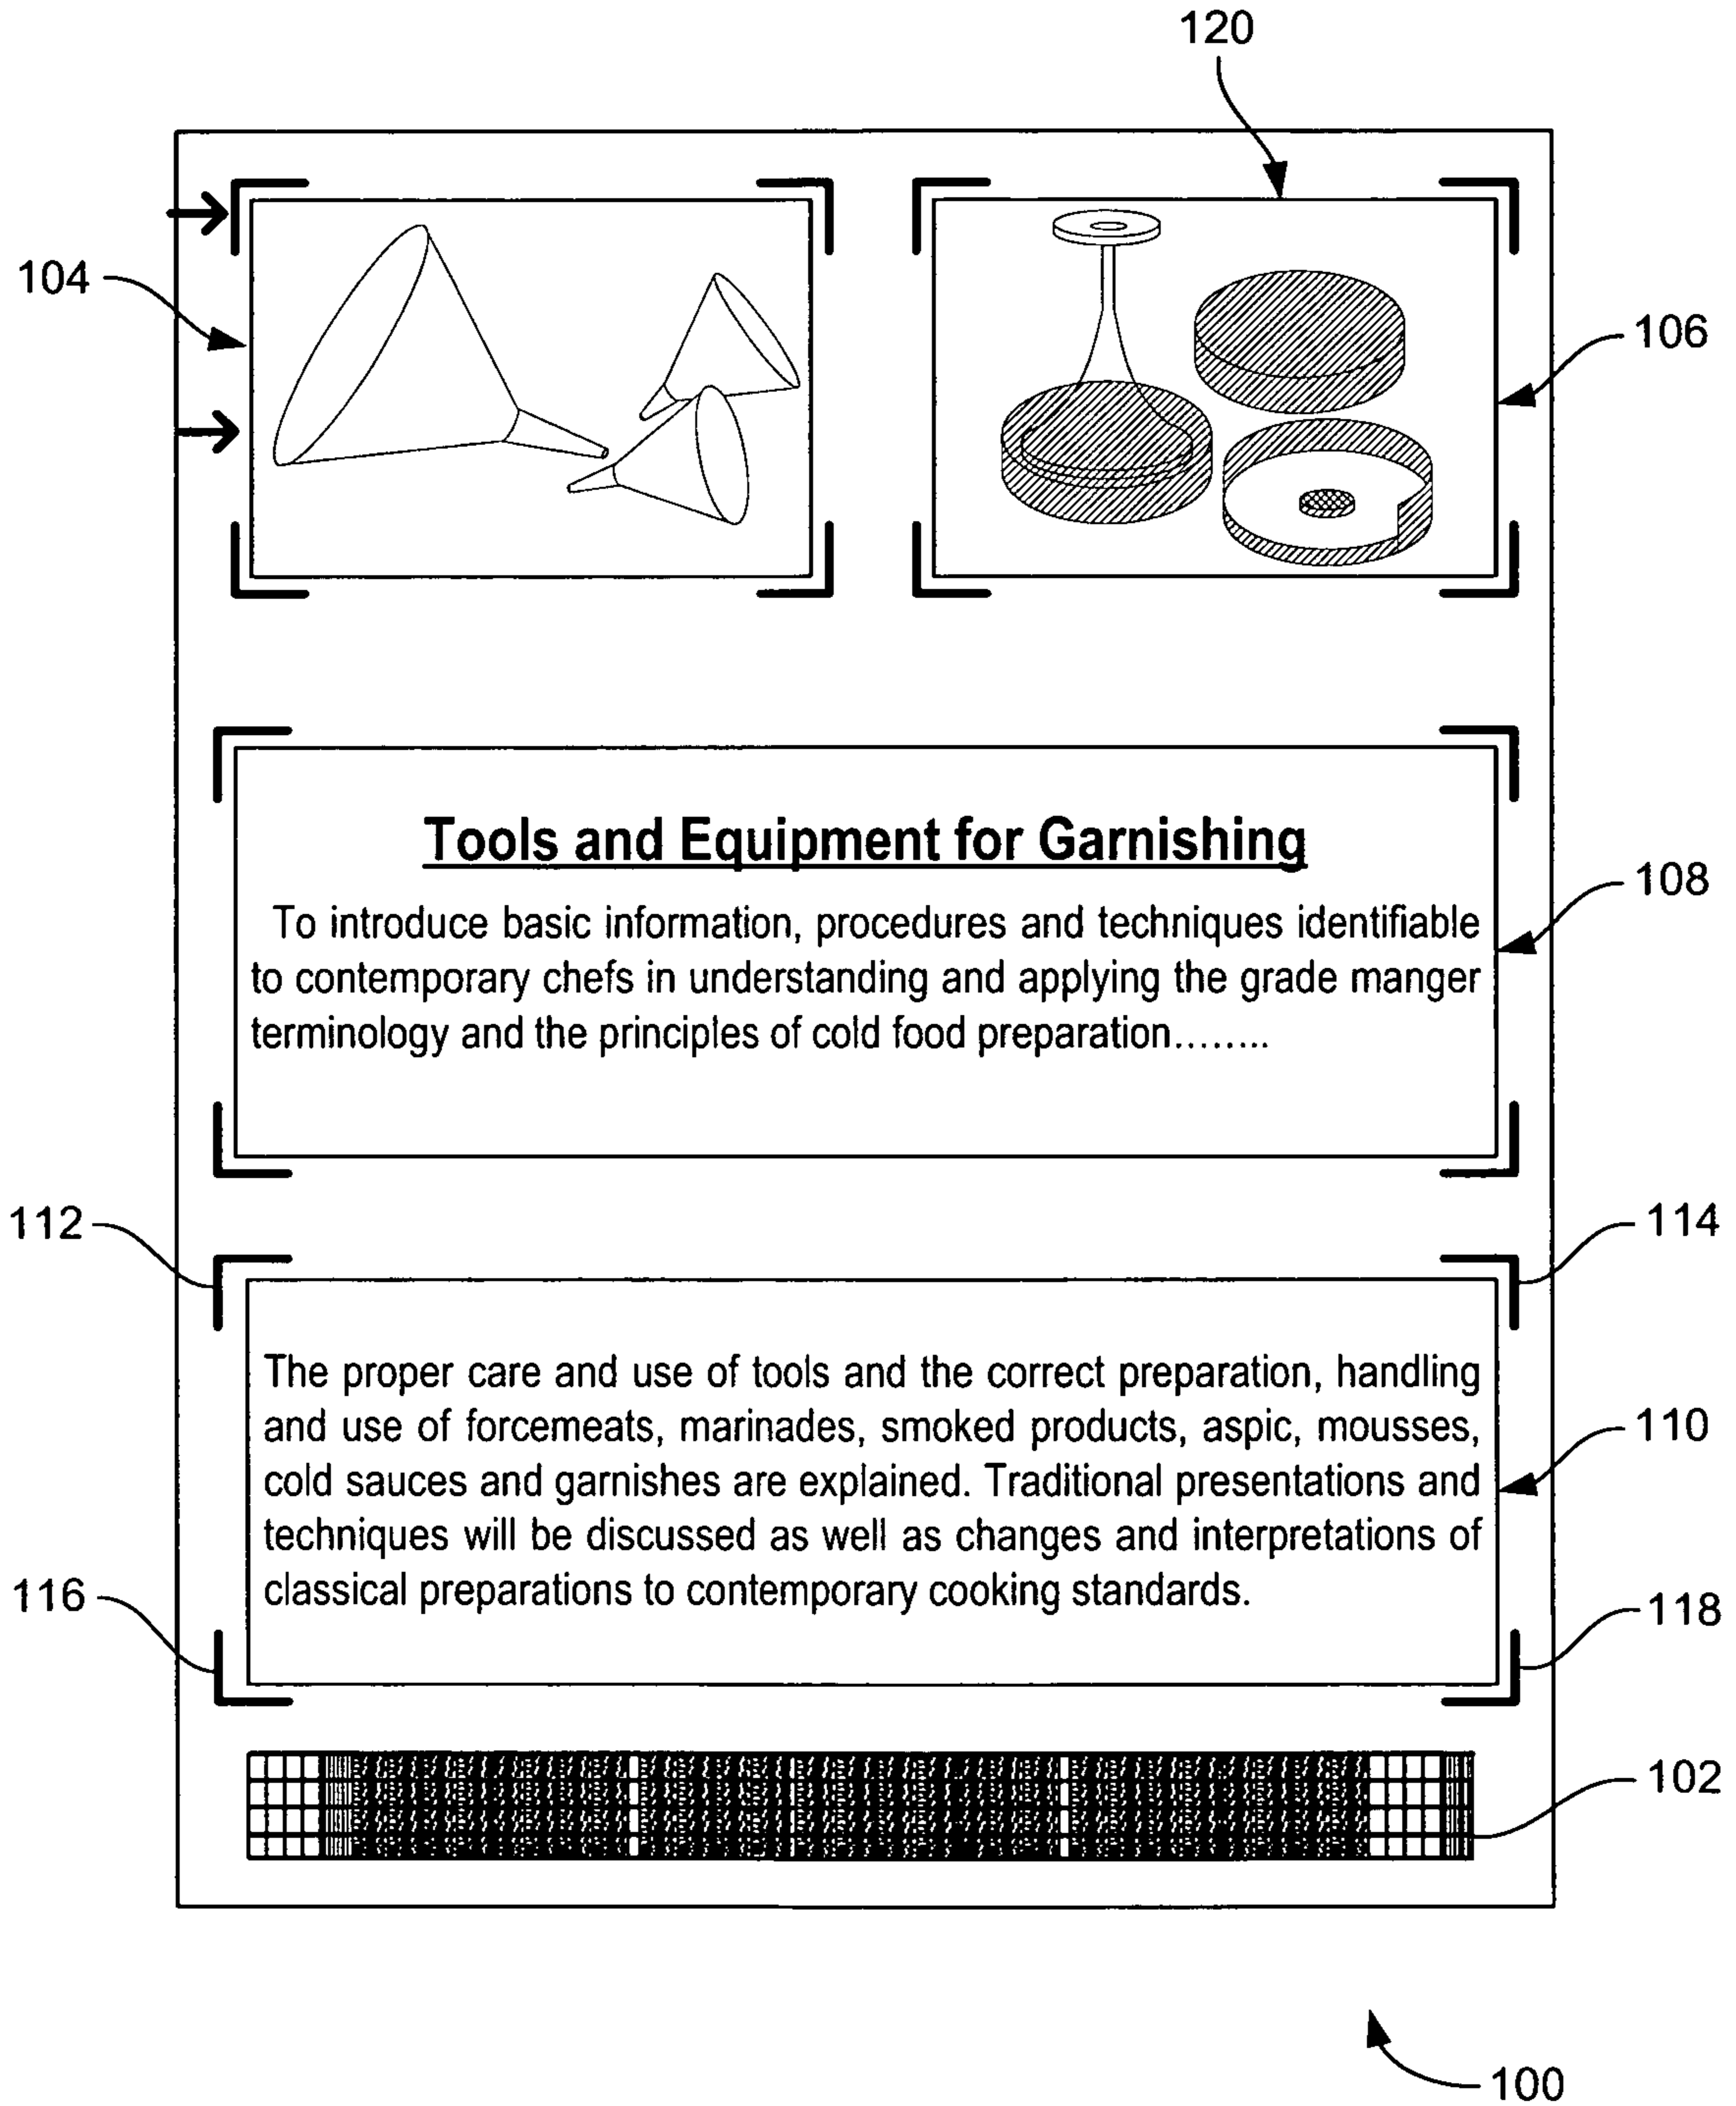 120
104
106
Tools and Equipment for Garnishing
108
To introduce basic information, procedures and techniques identifiable
to contemporary chefs in understanding and applying the grade manger
terminology and the principles of cold food preparation........
112
114
The proper care and use of tools and the correct preparation, handling
and use of forcemeats, marinades, smoked products, aspic, mousses,
cold sauces and garnishes are explained. Traditional presentations and
techniques will be discussed as well as changes and interpretations of
classical preparations to contemporary cooking standards.
110
116
118
102
100